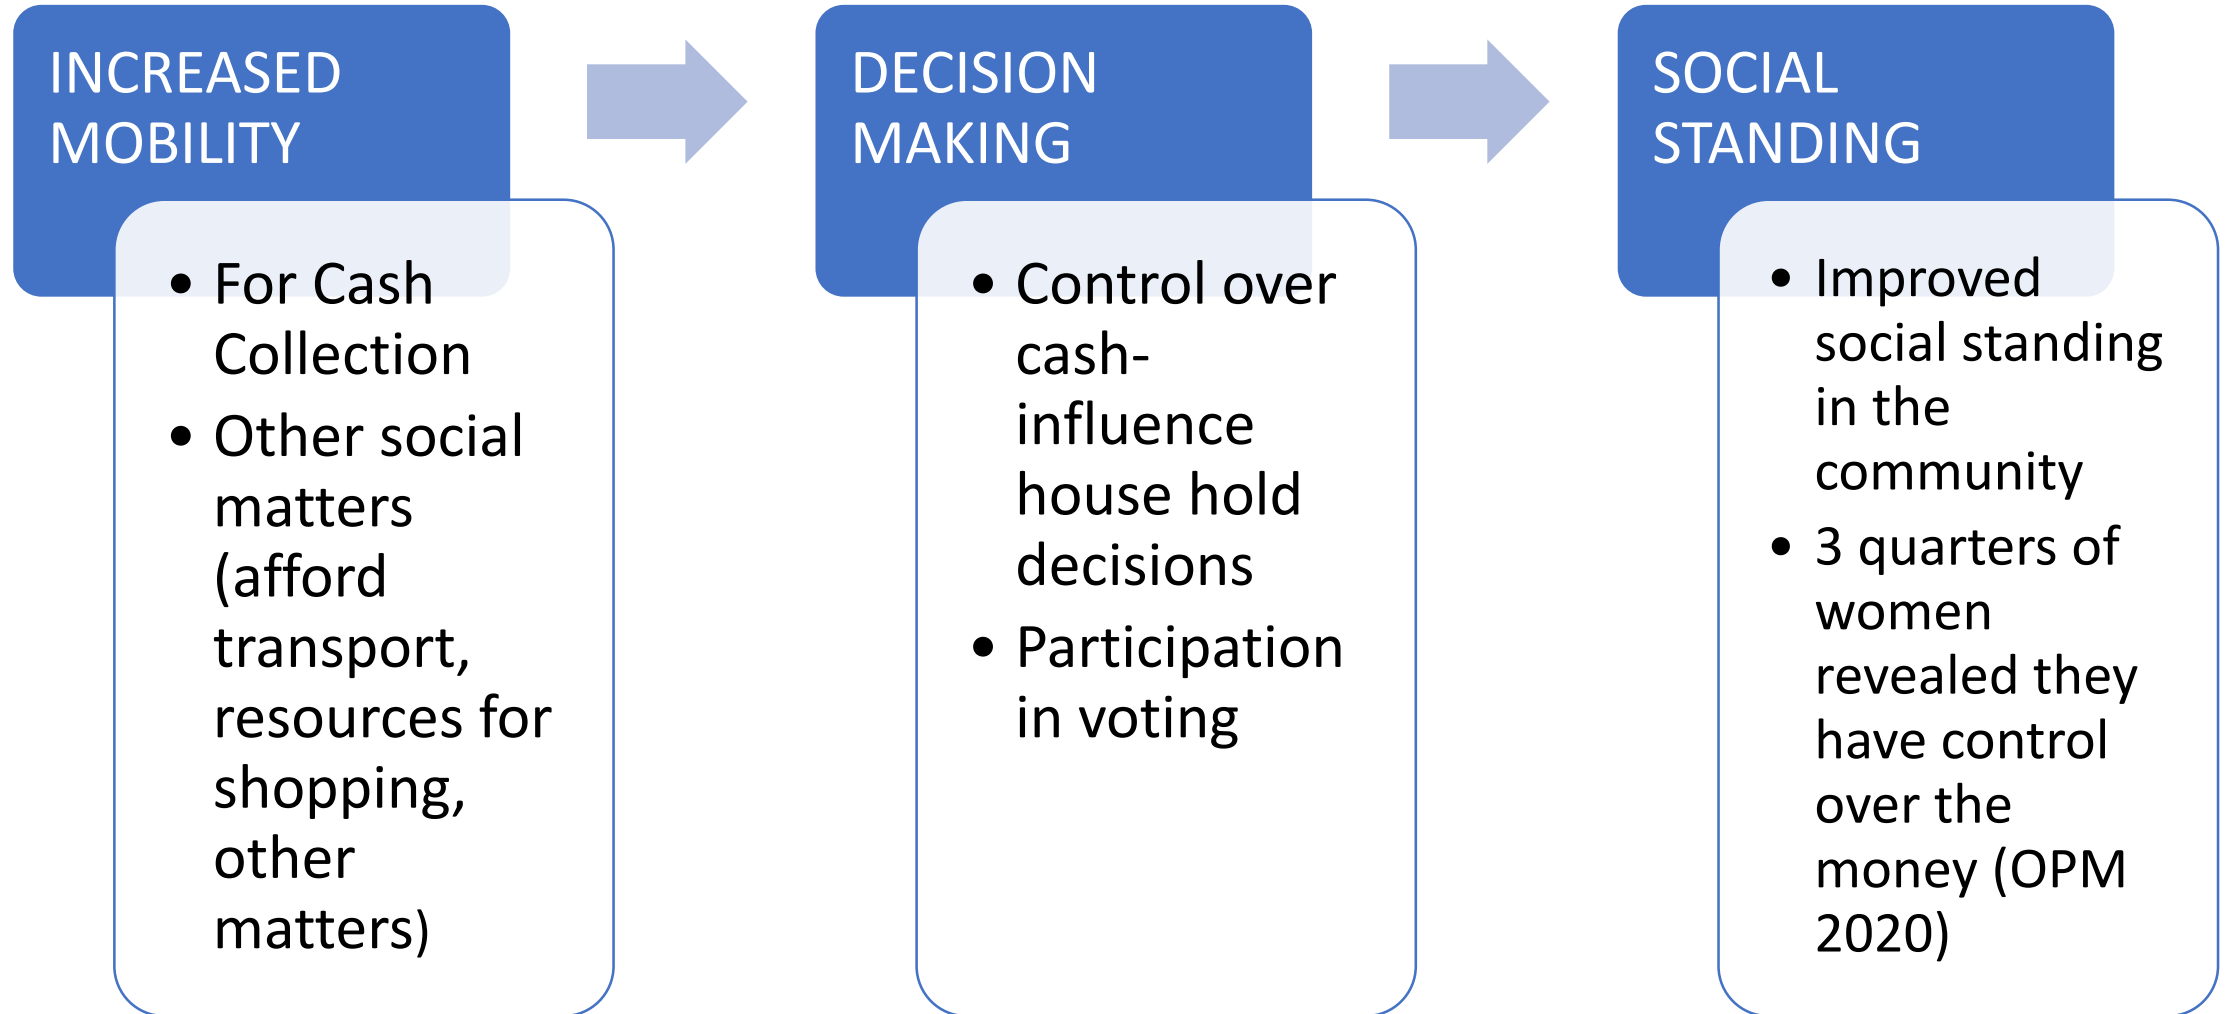 INCREASED
MOBILITY
• For Cash
Collection
• Other social
matters
(afford
transport,
resources for
shopping,
other
matters)
DECISION
MAKING
• Control over
cash-
influence
house hold
decisions
• Participation
in voting
SOCIAL
STANDING
• Improved
social standing
in the
community
• 3 quarters of
women
revealed they
have control
over the
money (OPM
2020)